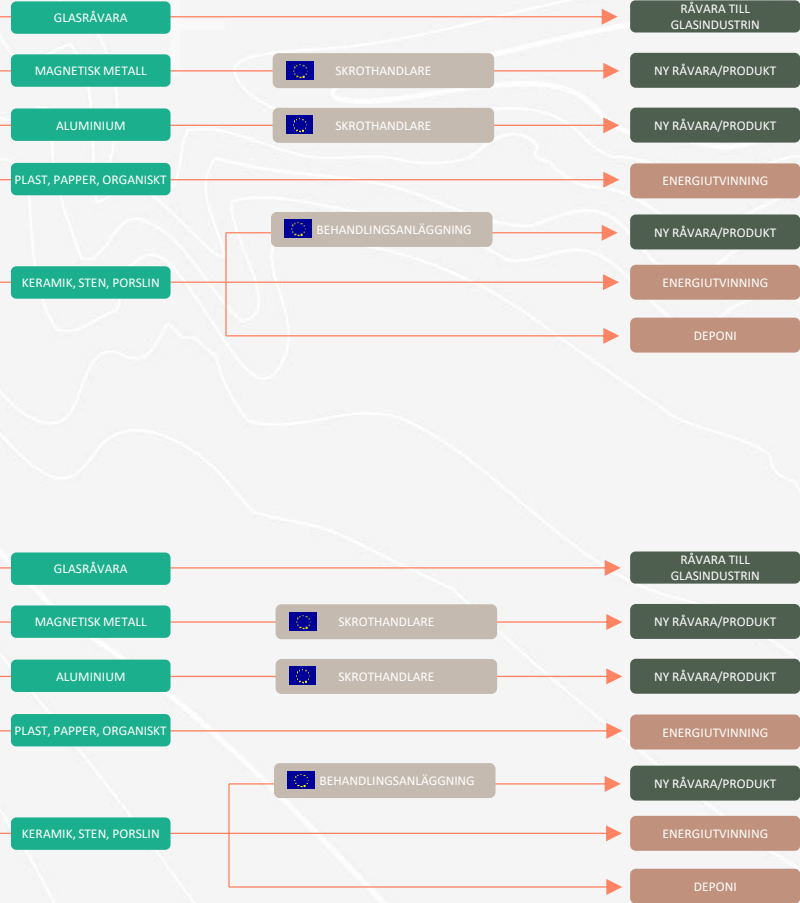 GLASRÅVARA
RÅVARA TILL
GLASINDUSTRIN
MAGNETISK METALL
SKROTHANDLARE
NY RÅVARA/PRODUKT
ALUMINIUM
SKROTHANDLARE
NY RÅVARA/PRODUKT
PLAST, PAPPER, ORGANISKT
ENERGIUTVINNING
BEHANDLINGSANLÄGGNING
NY RÅVARA/PRODUKT
KERAMIK, STEN, PORSLIN
ENERGIUTVINNING
DEPONI
GLASRÅVARA
RÅVARA TILL
GLASINDUSTRIN
MAGNETISK METALL
SKROTHANDLARE
NY RÅVARA/PRODUKT
ALUMINIUM
SKROTHANDLARE
NY RÅVARA/PRODUKT
PLAST, PAPPER, ORGANISKT
ENERGIUTVINNING
BEHANDLINGSANLÄGGNING
NY RÅVARA/PRODUKT
KERAMIK, STEN, PORSLIN
ENERGIUTVINNING
DEPONI